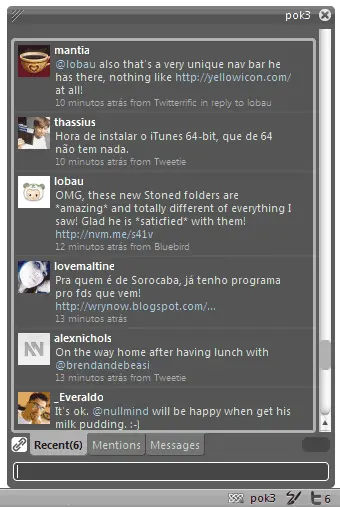 pok3
mantia
@lobau also that's a very unique nav bar he
has there, nothing like http://yellowicon.com/
at all!
10 minutos atrás from Twitterrific in reply to lobau
thassius
Hora de instalar o iTunes 64-bit, que de 64
não tem nada.
10 minutos atrás from Tweetie
lobau
OMG, these new Stoned folders are
*amazing* and totally different of everything I
saw! Glad he is *saticfied* with them!
http://nvm.me/s41v
12 minutos atrás from Bluebird
lovemaltine
Pra quem é de Sorocaba, já tenho programa
pro fds que vem!
http://wrynow.blogspot.com/...
13 minutos atrás
alexnichols
On the way home after having lunch with
@brendandebeasi
13 minutos atrás from Tweetie
_Everaldo
It's ok. @nullmind will be happy when get his
milk pudding. :-)
Recent(6) Mentions Messages
pok3 6